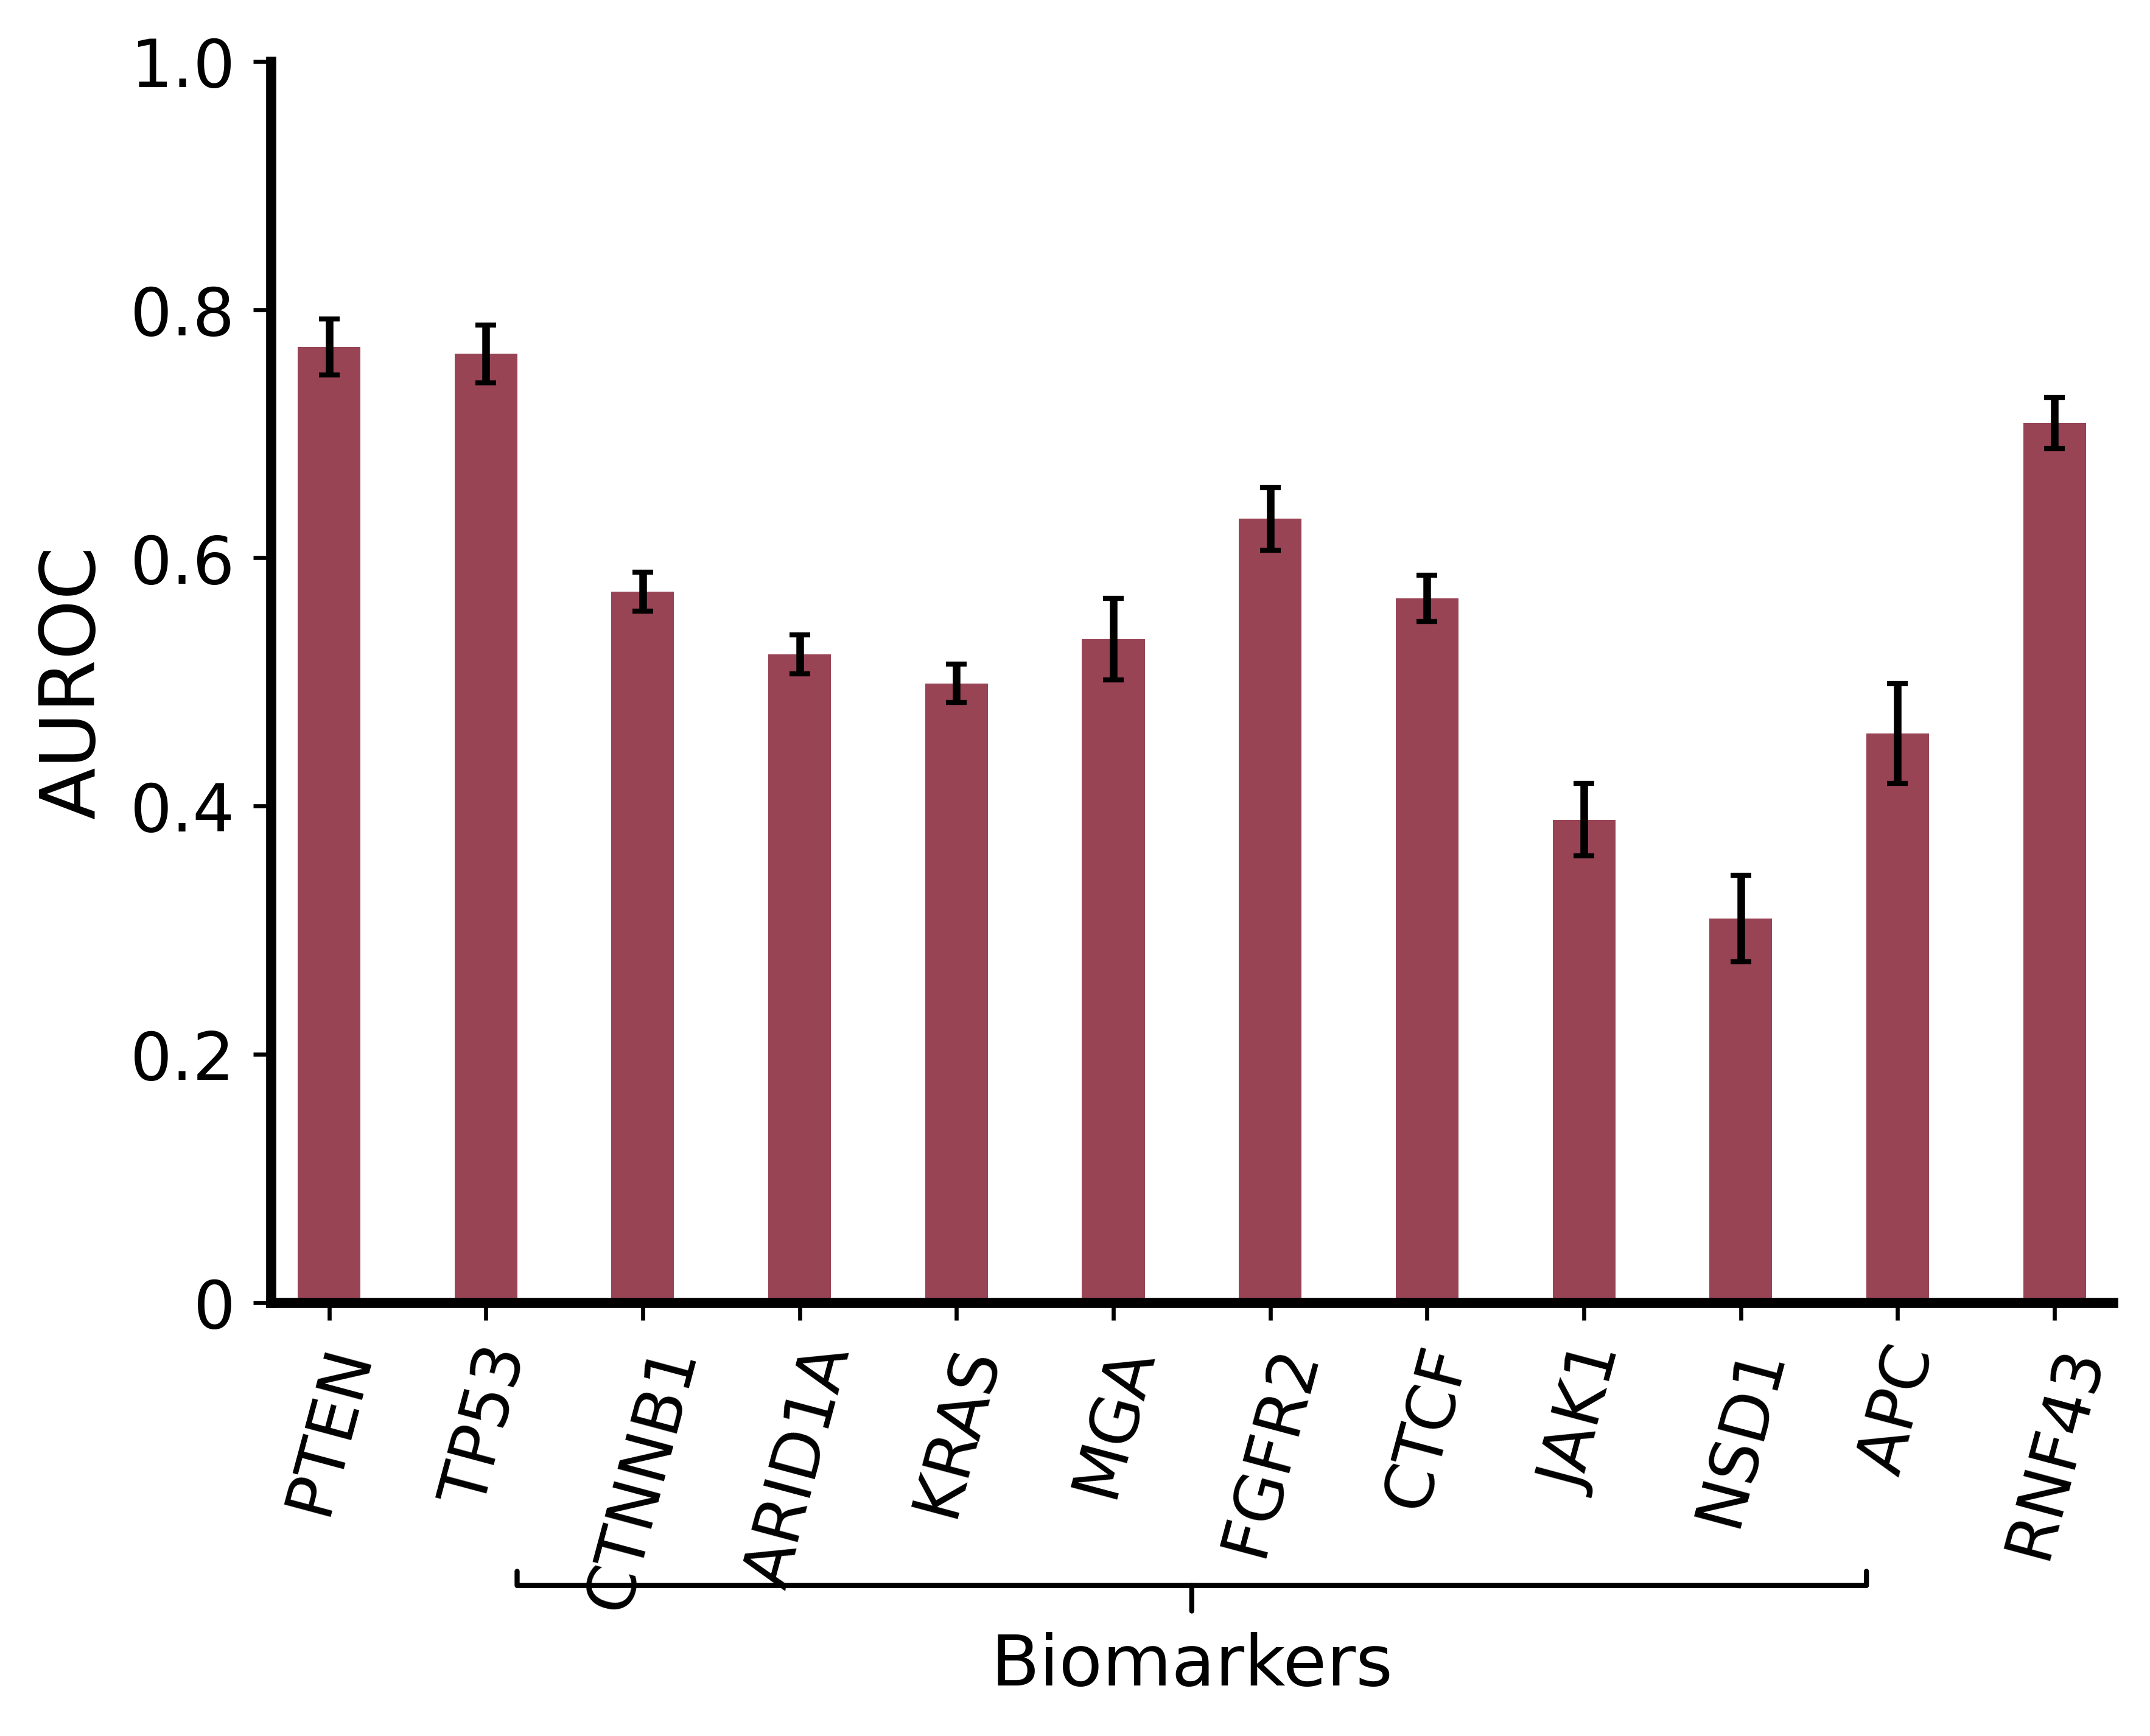 1.0
0.8
0.6
0.4
0.2
0
AUROC
PTEN
TP53
CTNNB1
ARID1A
KRAS
MGA
FGFR2
CTCF
JAK1
NSD1
APC
RNF43
Biomarkers